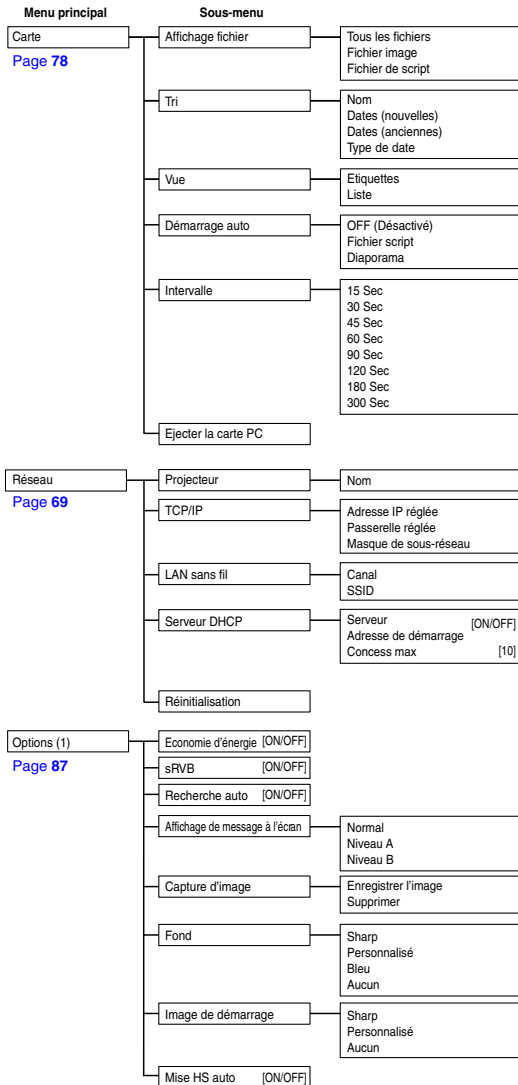 Menu principal Sous-menu
Carte
Page 78
Affichage fichier
Tous les fichiers
Fichier image
Fichier de script
Tri
Nom
Dates (nouvelles)
Dates (anciennes)
Type de date
Vue
Etiquettes
Liste
Démarrage auto
OFF (Désactivé)
Fichier script
Diaporama
Intervalle
15 Sec
30 Sec
45 Sec
60 Sec
90 Sec
120 Sec
180 Sec
300 Sec
Ejecter la carte PC
Réseau
Page 69
Projecteur
Nom
TCP/IP
Adresse IP réglée
Passerelle réglée
Masque de sous-réseau
LAN sans fil
Canal
SSID
Serveur DHCP
Serveur [ON/OFF]
Adresse de démarrage
Concess max [10]
Réinitialisation
Options (1)
Page 87
Economie d'énergie [ON/OFF]
sRVB [ON/OFF]
Recherche auto [ON/OFF]
Affichage de message à l'écran
Normal
Niveau A
Niveau B
Capture d'image
Enregistrer l'image
Supprimer
Fond
Sharp
Personnalisé
Bleu
Aucun
Image de démarrage
Sharp
Personnalisé
Aucun
Mise HS auto [ON/OFF]